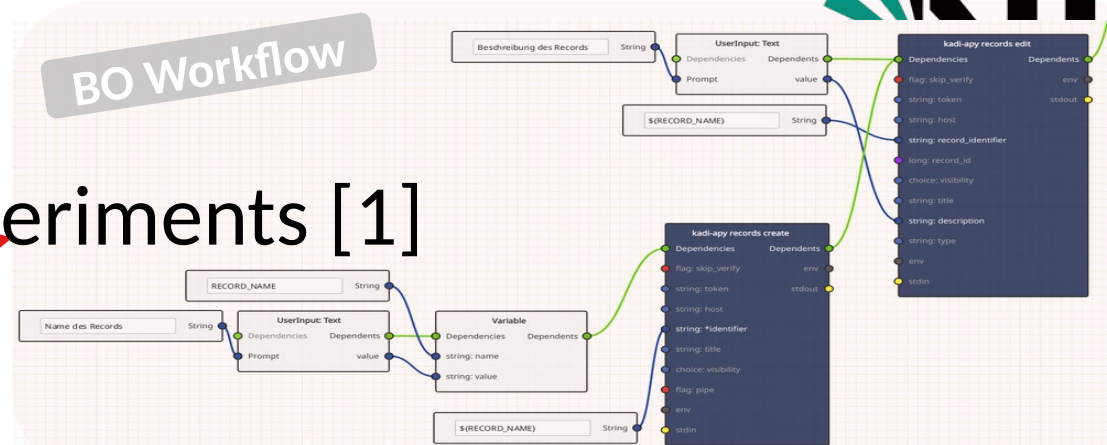 BO Workflow
eriments [1]
Beschreibung des Records String
UserInput: Text
Dependencies Dependents
Prompt value
${RECORD_NAME} String
kadi-apy records edit
Dependencies Dependents
flag: skip_verify env
string: token stdout
string: host
string: record_identifier
long: record_id
choice: visibility
string: title
string: description
string: type
env
stdin
RECORD_NAME String
Name des Records String
UserInput: Text
Dependencies Dependents
Prompt value
Variable
Dependencies Dependents
string: name
string: value
${RECORD_NAME} String
kadi-apy records create
Dependencies Dependents
flag: skip_verify env
string: token stdout
string: host
string: *identifier
string: title
choice: visibility
flag: pipe
env
stdin